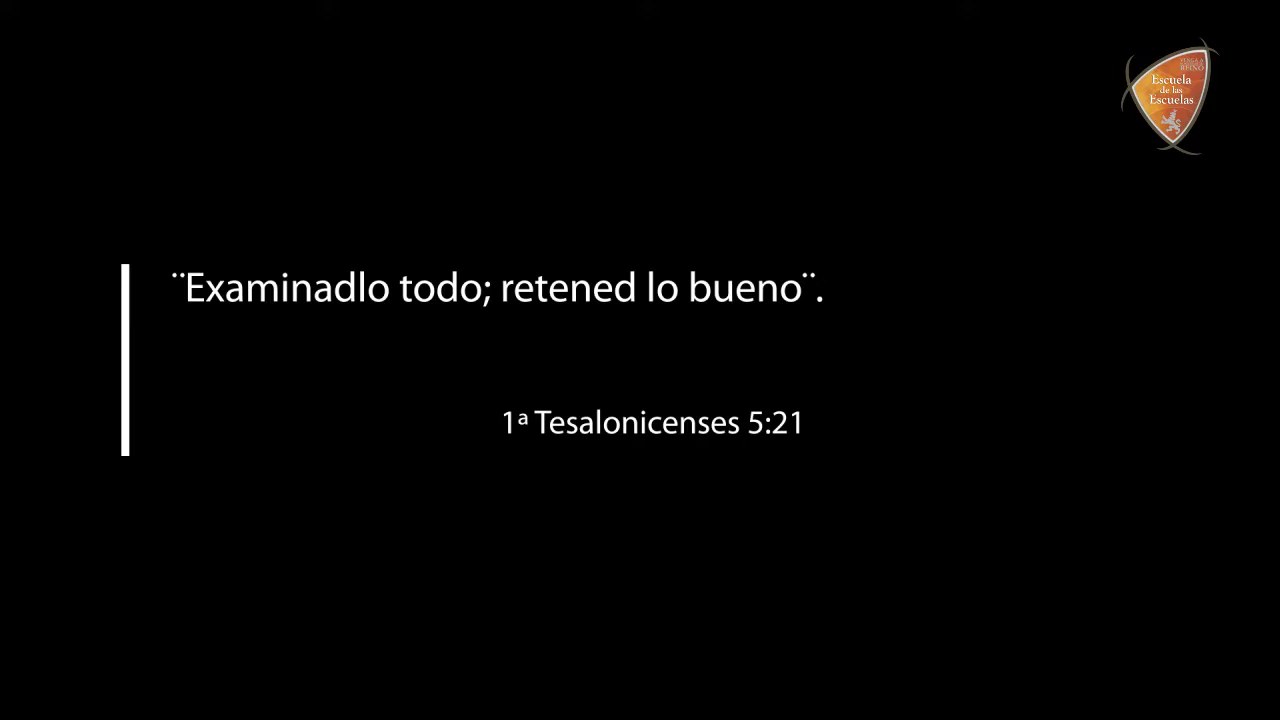 Escuela
de las
Escuelas
¨Examinadlo todo; retened lo bueno¨.
1ª Tesalonicenses 5:21